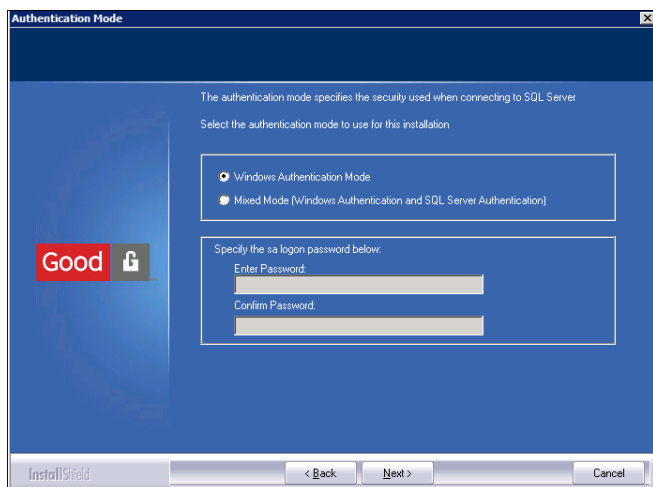 Authentication Mode
The authentication mode specifies the security used when connecting to SQL Server
Select the authentication mode to use for this installation
Windows Authentication Mode
Mixed Mode (Windows Authentication and SQL Server Authentication)
Specify the sa logon password below:
Enter Password:
Confirm Password:
Good
InstallShield
< Back
Next >
Cancel